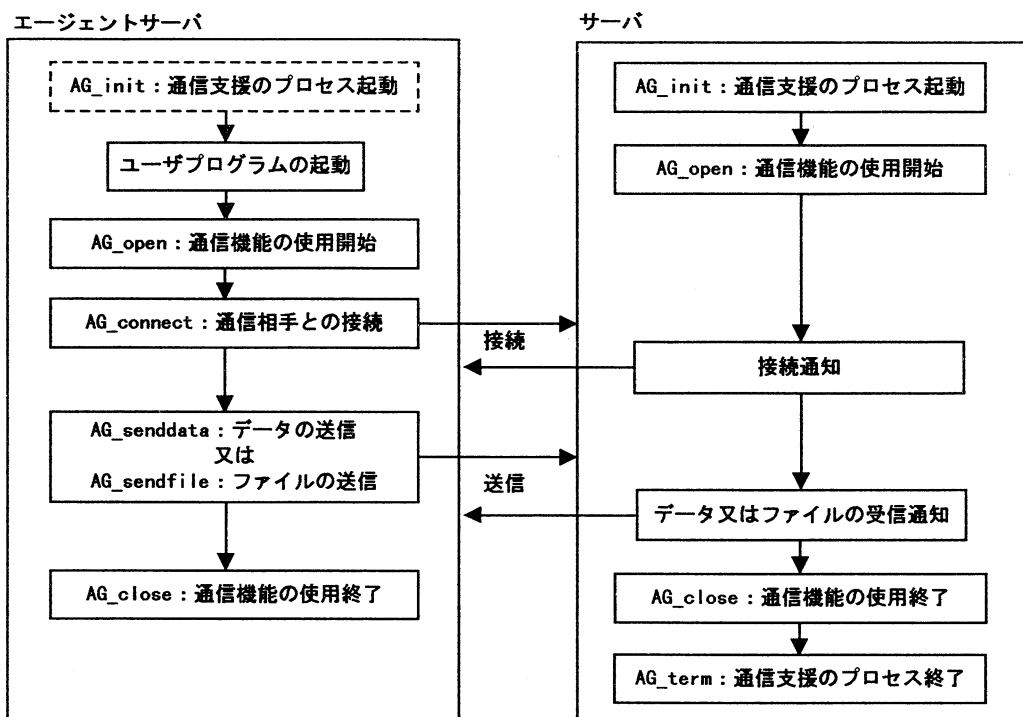 エージェントサーバ
AG_init:通信支援のプロセス起動
ユーザプログラムの起動
AG_open:通信機能の使用開始
AG_connect:通信相手との接続
AG_senddata:データの送信
又は
AG_sendfile:ファイルの送信
AG_close:通信機能の使用終了
接続
送信
サーバ
AG_init:通信支援のプロセス起動
AG_open:通信機能の使用開始
接続通知
データ又はファイルの受信通知
AG_close:通信機能の使用終了
AG_term:通信支援のプロセス終了